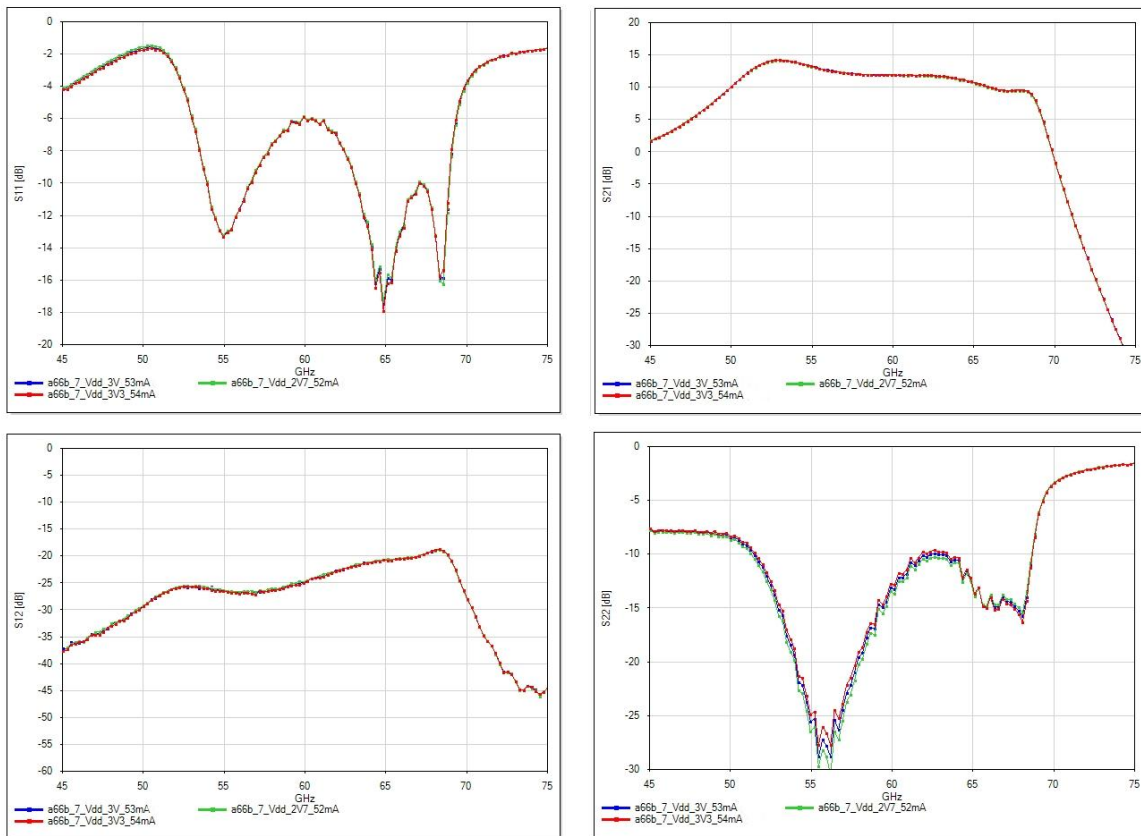 S11 [dB]
0
-2
-4
-6
-8
-10
-12
-14
-16
-18
-20
45 50 55 60 65 70 75
GHz
a66b_7_Vdd_3V_53mA a66b_7_Vdd_2V7_52mA
a66b_7_Vdd_3V3_54mA
S21 [dB]
20
15
10
5
0
-5
-10
-15
-20
-25
-30
45 50 55 60 65 70 75
GHz
a66b_7_Vdd_3V_53mA a66b_7_Vdd_2V7_52mA
a66b_7_Vdd_3V3_54mA
S12 [dB]
0
-5
-10
-15
-20
-25
-30
-35
-40
-45
-50
-55
-60
45 50 55 60 65 70 75
GHz
a66b_7_Vdd_3V_53mA a66b_7_Vdd_2V7_52mA
a66b_7_Vdd_3V3_54mA
S22 [dB]
0
-5
-10
-15
-20
-25
-30
45 50 55 60 65 70 75
GHz
a66b_7_Vdd_3V_53mA a66b_7_Vdd_2V7_52mA
a66b_7_Vdd_3V3_54mA